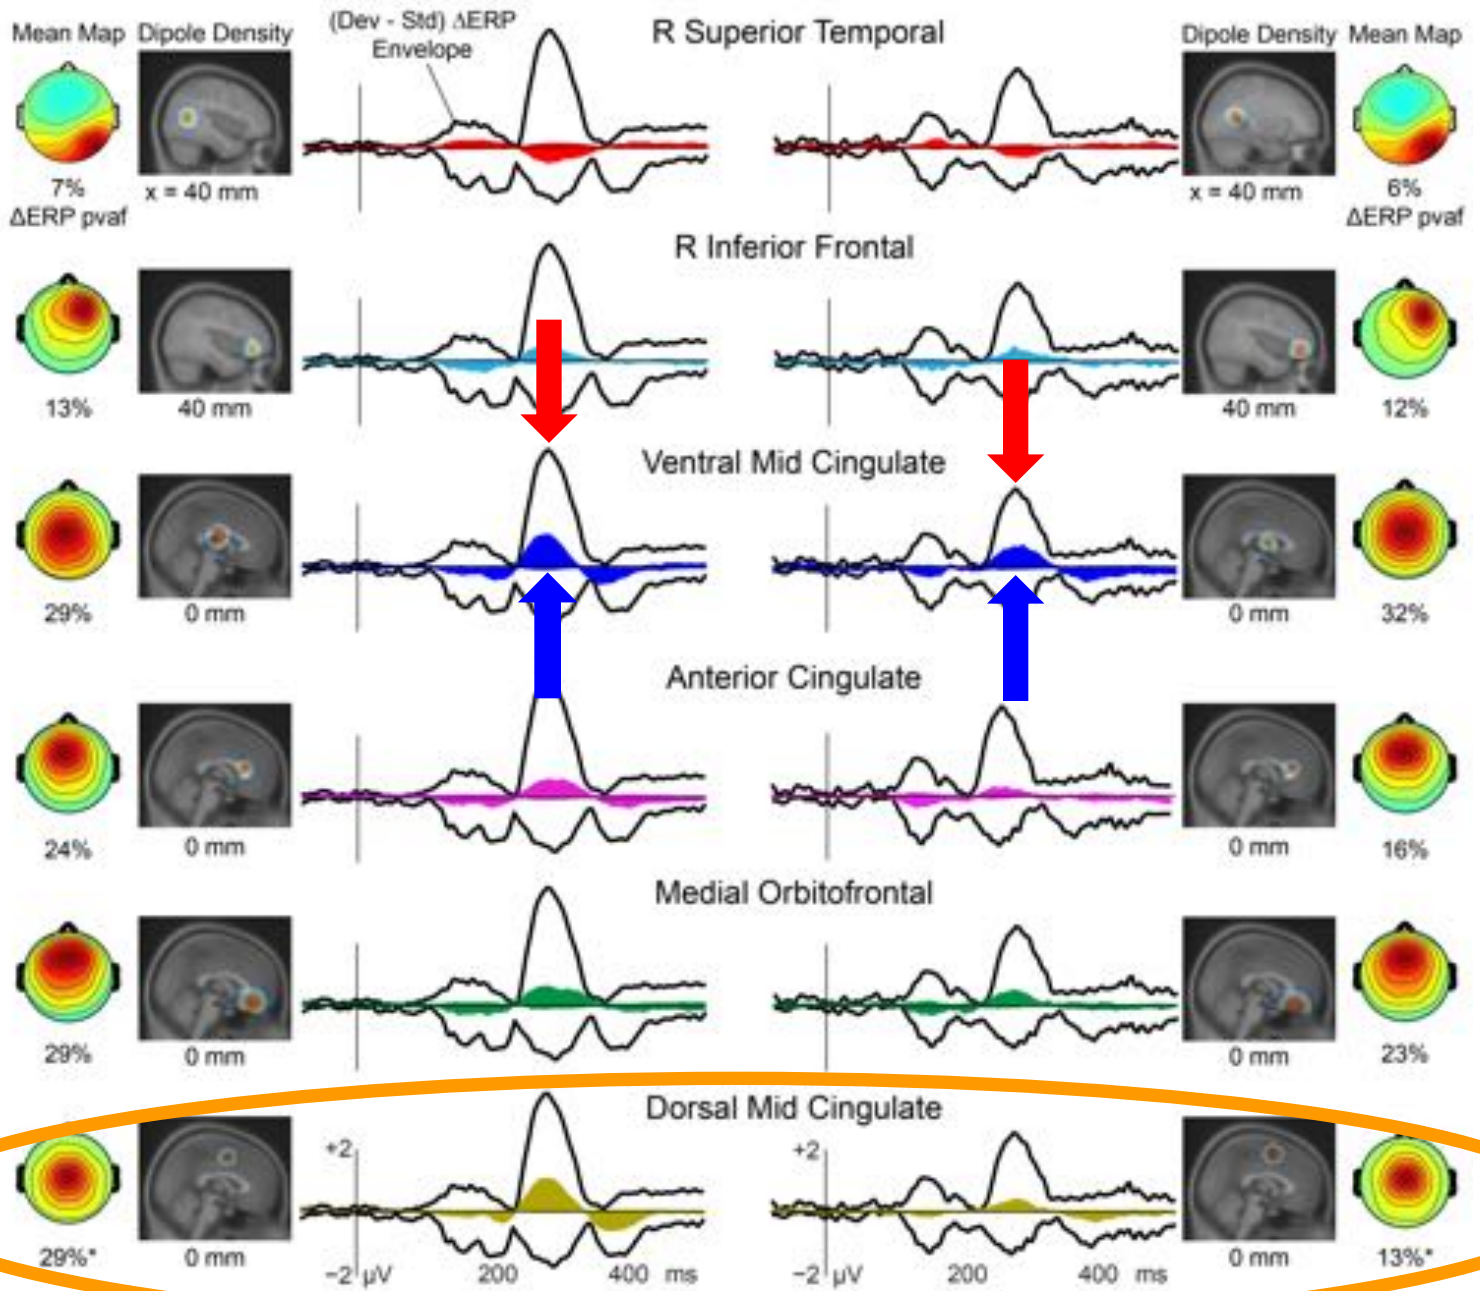 Mean Map Dipole Density (Dev - Std) ΔERP Envelope R Superior Temporal Dipole Density Mean Map
7%
ΔERP pvaf
x = 40 mm
x = 40 mm
6%
ΔERP pvaf
R Inferior Frontal
13% 40 mm 40 mm 12%
Ventral Mid Cingulate
29% 0 mm 0 mm 32%
Anterior Cingulate
24% 0 mm 0 mm 16%
Medial Orbitofrontal
29% 0 mm 0 mm 23%
Dorsal Mid Cingulate
+2 +2
29%* 0 mm 0 mm 13%*
−2 µV 200 400 ms −2 µV 200 400 ms